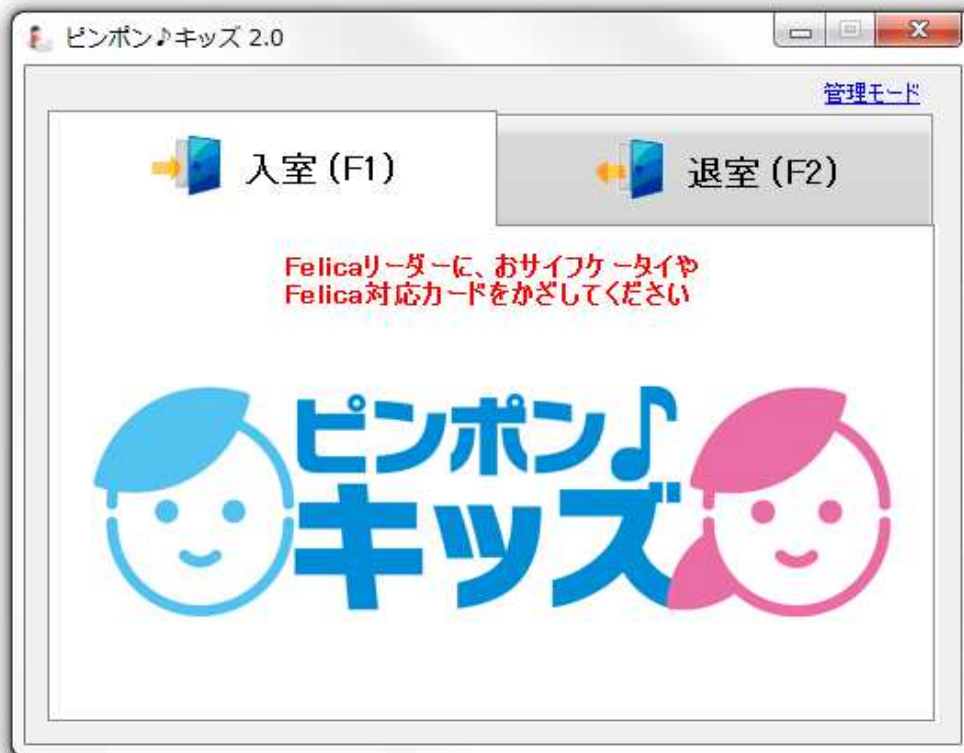 ピンポン♪キッズ 2.0
管理モード
入室 (F1)
退室 (F2)
Felicaリーダーに、おサイフケータイや
Felica対応カードをかざしてください
ピンポン♪
キッズ